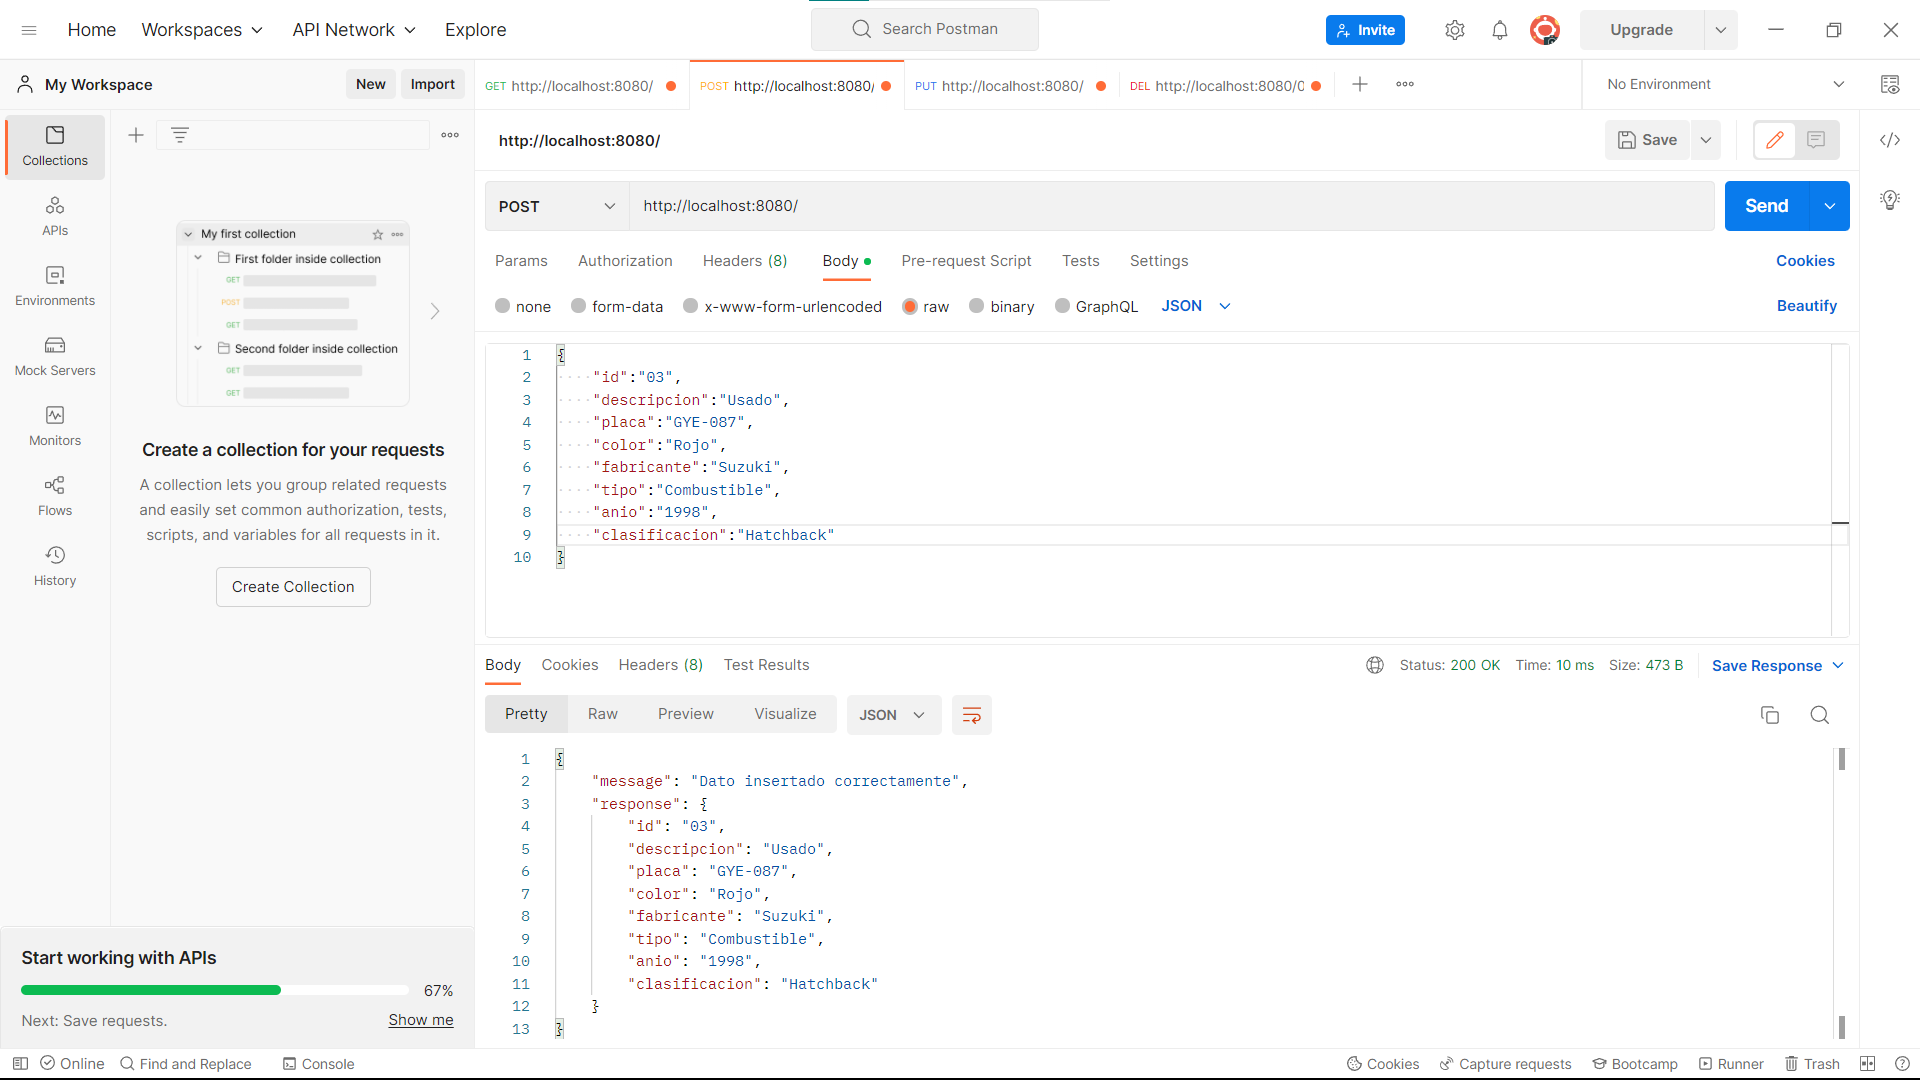 Home Workspaces API Network Explore Search Postman Invite Upgrade
My Workspace New Import
GET http://localhost:8080/ POST http://localhost:8080/ PUT http://localhost:8080/ DEL http://localhost:8080/0 No Environment
Collections
APIs
Environments
Mock Servers
Monitors
Flows
History
My first collection
First folder inside collection
GET
POST
GET
Second folder inside collection
GET
GET
Create a collection for your requests
A collection lets you group related requests
and easily set common authorization, tests,
scripts, and variables for all requests in it.
Create Collection
Start working with APIs
67%
Next: Save requests. Show me
http://localhost:8080/ Save
POST http://localhost:8080/ Send
Params Authorization Headers (8) Body Pre-request Script Tests Settings Cookies
none form-data x-www-form-urlencoded raw binary GraphQL JSON Beautify
1 {
2 ····"id":"03",
3 ····"descripcion":"Usado",
4 ····"placa":"GYE-087",
5 ····"color":"Rojo",
6 ····"fabricante":"Suzuki",
7 ····"tipo":"Combustible",
8 ····"anio":"1998",
9 ····"clasificacion":"Hatchback"
10 }
Body Cookies Headers (8) Test Results Status: 200 OK Time: 10 ms Size: 473 B Save Response
Pretty Raw Preview Visualize JSON
1 {
2 "message": "Dato insertado correctamente",
3 "response": {
4 "id": "03",
5 "descripcion": "Usado",
6 "placa": "GYE-087",
7 "color": "Rojo",
8 "fabricante": "Suzuki",
9 "tipo": "Combustible",
10 "anio": "1998",
11 "clasificacion": "Hatchback"
12 }
13 }
Online Find and Replace Console Cookies Capture requests Bootcamp Runner Trash